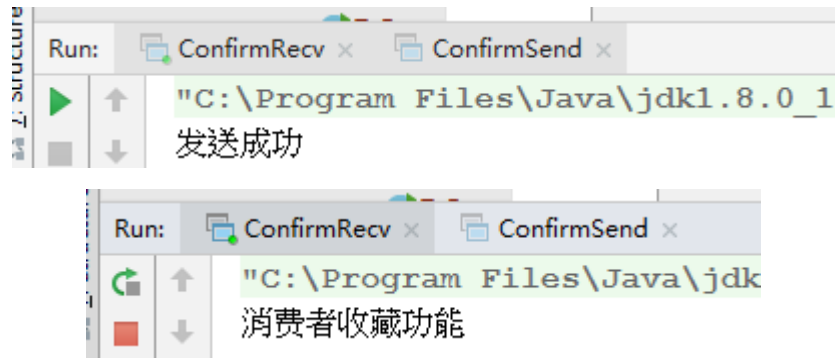 Run: ConfirmRecv × ConfirmSend ×
"C:\Program Files\Java\jdk1.8.0_1
发送成功
Run: ConfirmRecv × ConfirmSend ×
"C:\Program Files\Java\jdk
消费者收藏功能